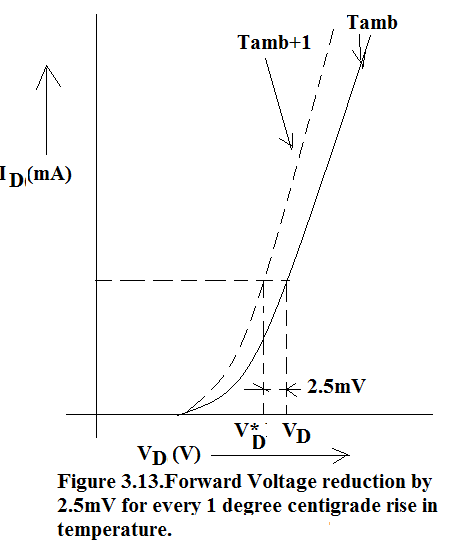 Tamb
Tamb+1
I D(mA)
2.5mV
V*D VD
VD (V)
Figure 3.13.Forward Voltage reduction by
2.5mV for every 1 degree centigrade rise in
temperature.